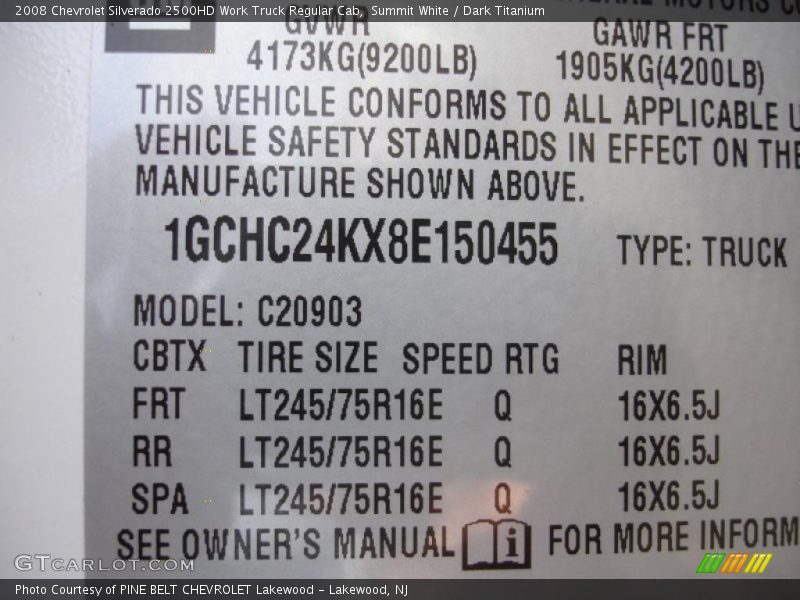 2008 Chevrolet Silverado 2500HD Work Truck Regular Cab, Summit White / Dark Titanium
GVWR GAWR FRT
4173KG(9200LB) 1905KG(4200LB)
THIS VEHICLE CONFORMS TO ALL APPLICABLE U
VEHICLE SAFETY STANDARDS IN EFFECT ON THE
MANUFACTURE SHOWN ABOVE.
1GCHC24KX8E150455 TYPE: TRUCK
MODEL: C20903
CBTX TIRE SIZE SPEED RTG RIM
FRT LT245/75R16E Q 16X6.5J
RR LT245/75R16E Q 16X6.5J
SPA LT245/75R16E Q 16X6.5J
SEE OWNER'S MANUAL i FOR MORE INFORM
GTCarLot.com
Photo Courtesy of PINE BELT CHEVROLET Lakewood - Lakewood, NJ